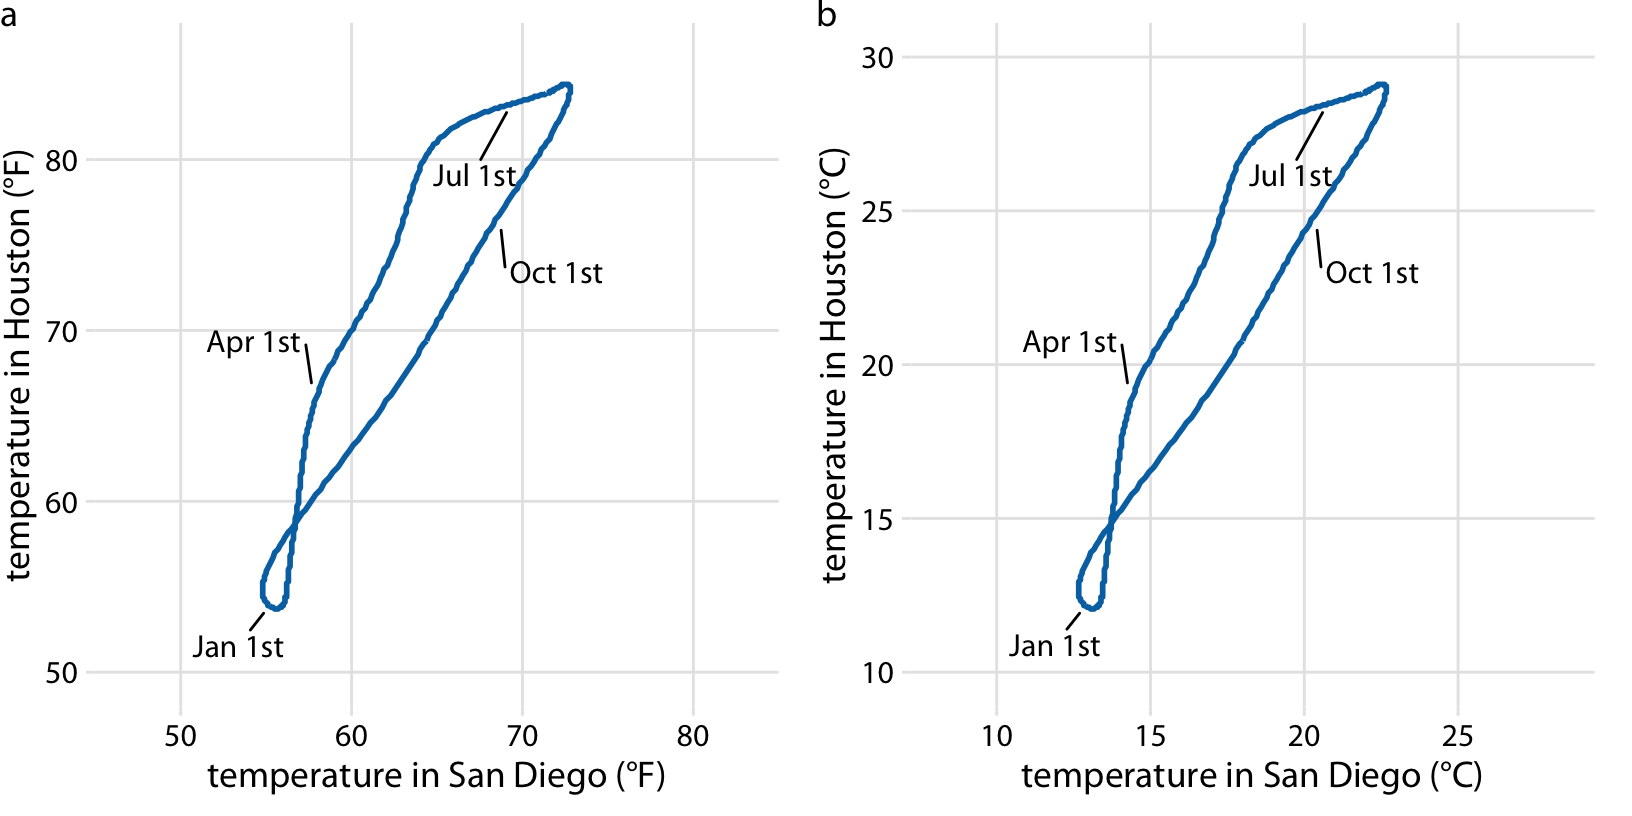 a
temperature in Houston (°F)
80
70
60
50
Jul 1st
Oct 1st
Apr 1st
Jan 1st
50 60 70 80
temperature in San Diego (°F)
b
temperature in Houston (°C)
30
25
20
15
10
Jul 1st
Oct 1st
Apr 1st
Jan 1st
10 15 20 25
temperature in San Diego (°C)